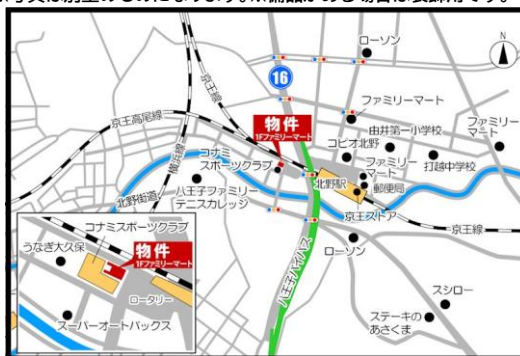 ローソン
N
京王線
16
ファミリーマート
京王高尾線
物件
1Fファミリーマート
由井第一小学校
ファミリー
マート
横浜線
コナミ
スポーツクラブ
コピオ北野
ファミリー
マート
打越中学校
北野駅
郵便局
八王子ファミリー
テニスカレッジ
北野街道
京王ストア
京王線
コナミスポーツクラブ
うなぎ大久保
物件
1Fファミリーマート
ローソン
八王子バイパス
ロータリー
スーパーオートバックス
スシロー
ステーキの
あさくま